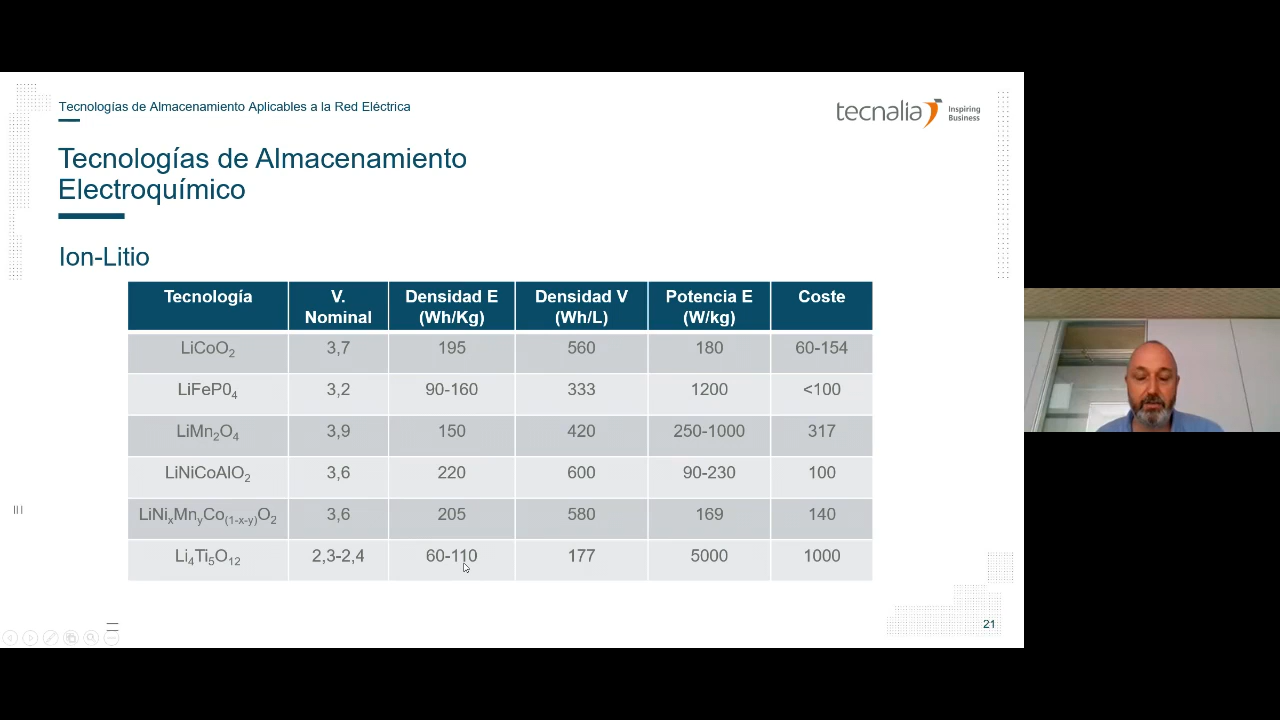 Tecnologías de Almacenamiento Aplicables a la Red Eléctrica
tecnalia Inspiring Business
Tecnologías de Almacenamiento
Electroquímico
Ion-Litio
Tecnología V. Nominal Densidad E (Wh/Kg) Densidad V (Wh/L) Potencia E (W/kg) Coste
LiCoO₂ 3,7 195 560 180 60-154
LiFeP0₄ 3,2 90-160 333 1200 <100
LiMn₂O₄ 3,9 150 420 250-1000 317
LiNiCoAlO₂ 3,6 220 600 90-230 100
LiNiₓMnᵧCo₍₁₋ₓ₋ᵧ₎O₂ 3,6 205 580 169 140
Li₄Ti₅O₁₂ 2,3-2,4 60-110 177 5000 1000
21